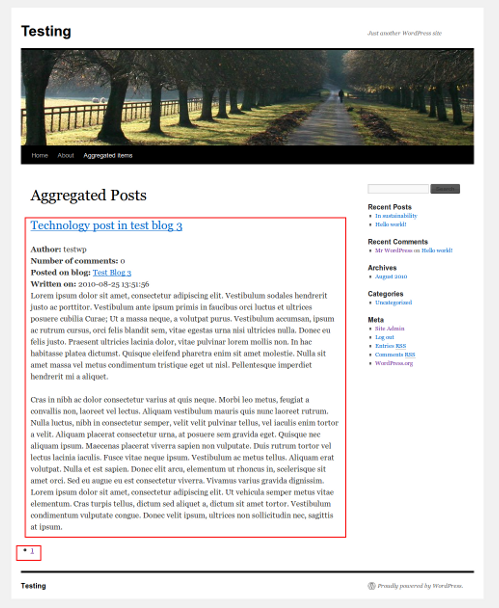 Testing
Just another WordPress site
Home About Aggregated Items
Aggregated Posts
Technology post in test blog 3
Author: testwp
Number of comments: 0
Posted on blog: Test Blog 3
Written on: 2010-08-25 13:51:56
Lorem ipsum dolor sit amet, consectetur adipiscing elit. Vestibulum sodales hendrerit
justo ac porttitor. Vestibulum ante ipsum primis in faucibus orci luctus et ultrices
posuere cubilia Curae; Ut a massa neque, a volutpat purus. Vestibulum accumsan, ipsum
ac rutrum cursus, orci felis blandit sem, vitae egestas urna nisi ultricies nulla. Donec eu
felis justo. Praesent ultricies lacinia dolor, vitae pulvinar lorem mollis non. In hac
habitasse platea dictumst. Quisque eleifend pharetra enim sit amet molestie. Nulla sit
amet massa vel metus condimentum tristique eget ut nisl. Pellentesque imperdiet
hendrerit mi a aliquet.
Cras in nibh ac dolor consectetur varius at quis neque. Morbi leo metus, feugiat a
convallis non, laoreet vel lectus. Aliquam vestibulum mauris quis nunc laoreet rutrum.
Nulla luctus, nibh in consectetur semper, velit velit pulvinar tellus, vel iaculis enim tortor
a velit. Aliquam placerat consectetur urna, at posuere sem gravida eget. Quisque nec
aliquam ipsum. Maecenas placerat viverra sapien non vulputate. Duis rutrum tortor vel
lectus lacinia iaculis. Fusce vitae neque ipsum. Vestibulum ac metus tellus. Aliquam erat
volutpat. Nulla et est sapien. Donec elit arcu, elementum ut rhoncus in, scelerisque sit
amet orci. Sed eu augue eu est consectetur viverra. Vivamus varius gravida dignissim.
Lorem ipsum dolor sit amet, consectetur adipiscing elit. Ut vehicula semper metus vitae
elementum. Cras turpis tellus, dictum sed aliquet a, dictum sit amet tortor. Vestibulum
condimentum vulputate congue. Donec velit ipsum, ultrices non sollicitudin nec, sagittis
at ipsum.
1
Search
Recent Posts
In sustainability
Hello world!
Recent Comments
Mr WordPress on Hello world!
Archives
August 2010
Categories
Uncategorized
Meta
Site Admin
Log out
Entries RSS
Comments RSS
WordPress.org
Testing
Proudly powered by WordPress.